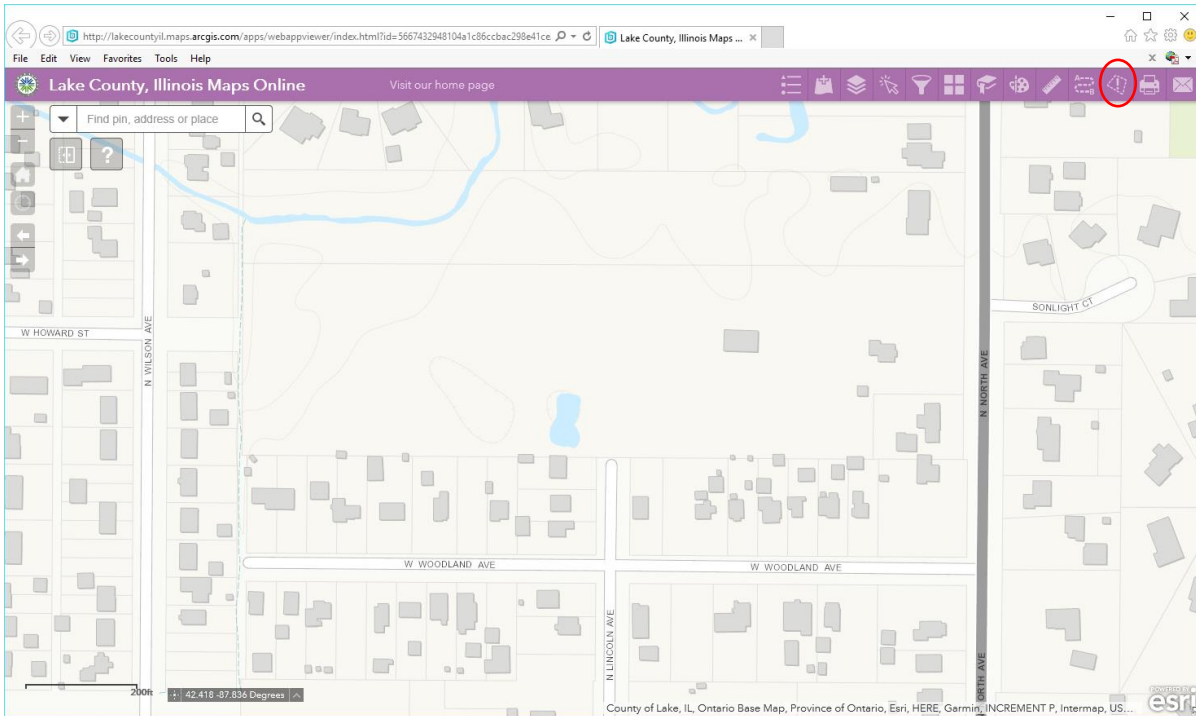 http://lakecountyil.maps.arcgis.com/apps/webappviewer/index.html?id=5667432948104a1c86ccbac298e41ce
Lake County, Illinois Maps ...
File Edit View Favorites Tools Help
Lake County, Illinois Maps Online
Visit our home page
Find pin, address or place
?
SONLIGHT CT
W HOWARD ST
N WILSON AVE
N NORTH AVE
W WOODLAND AVE
W WOODLAND AVE
N LINCOLN AVE
ORTH AVE
200ft
42.418 -87.836 Degrees
County of Lake, IL, Ontario Base Map, Province of Ontario, Esri, HERE, Garmin, INCREMENT P, Intermap, US...
POWERED BY
esri